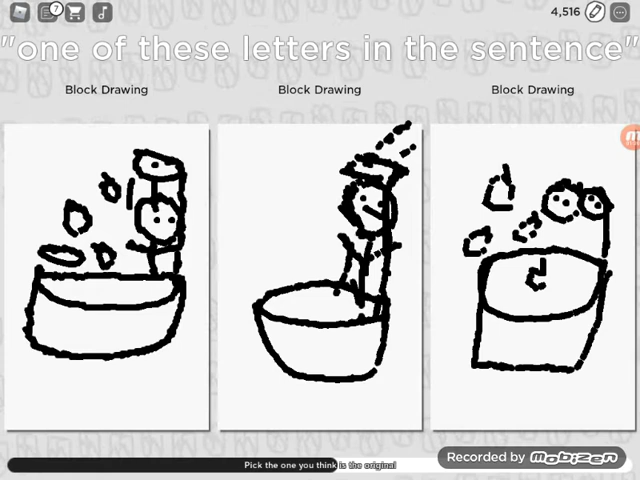 7
4,516
"one of these letters in the sentence"
Block Drawing
Block Drawing
Block Drawing
Pick the one you think is the original
Recorded by mobizen